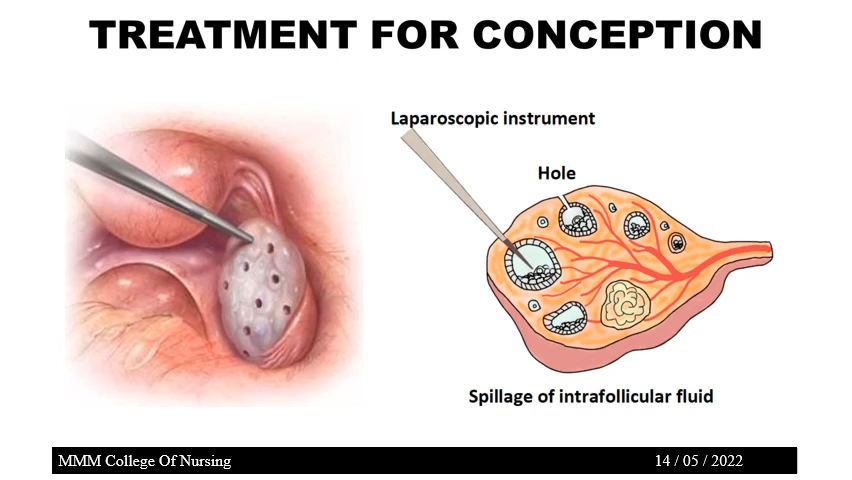 TREATMENT FOR CONCEPTION
Laparoscopic instrument
Hole
Spillage of intrafollicular fluid
MMM College Of Nursing
14 / 05 / 2022